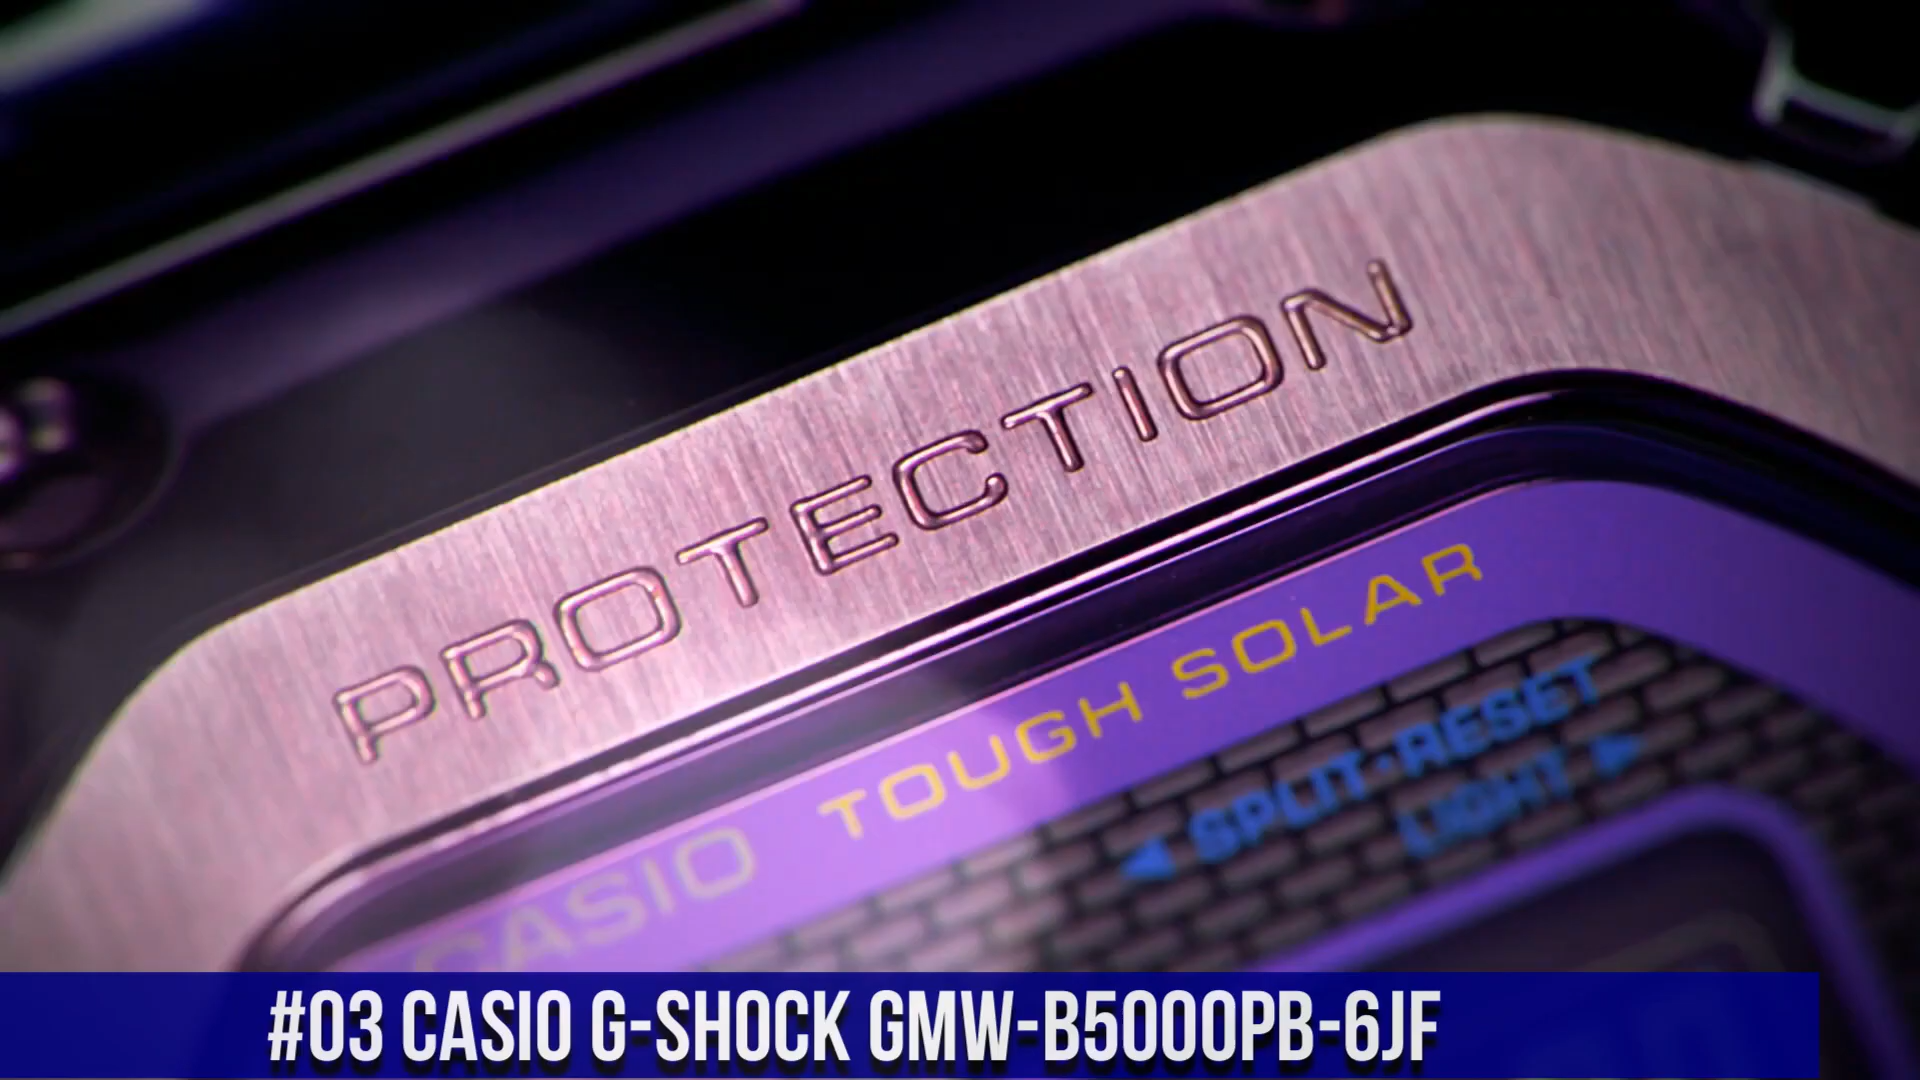 PROTECTION
CASIO TOUGH SOLAR
◀ SPLIT•RESET
LIGHT ▶
#03 CASIO G-SHOCK GMW-B5000PB-6JF